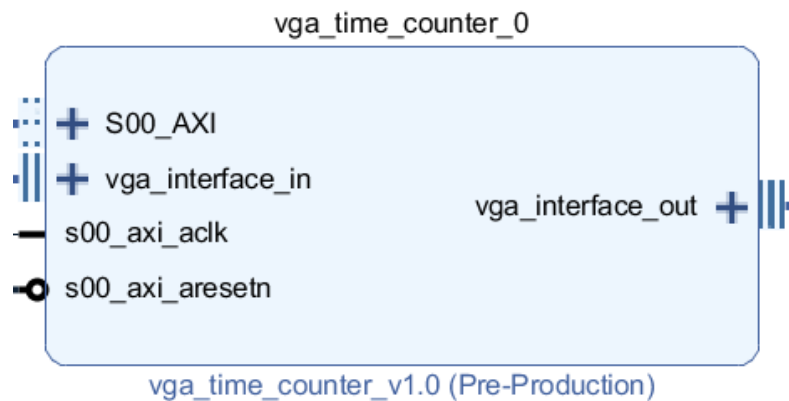 vga_time_counter_0
S00_AXI
vga_interface_in
vga_interface_out
s00_axi_aclk
s00_axi_aresetn
vga_time_counter_v1.0 (Pre-Production)